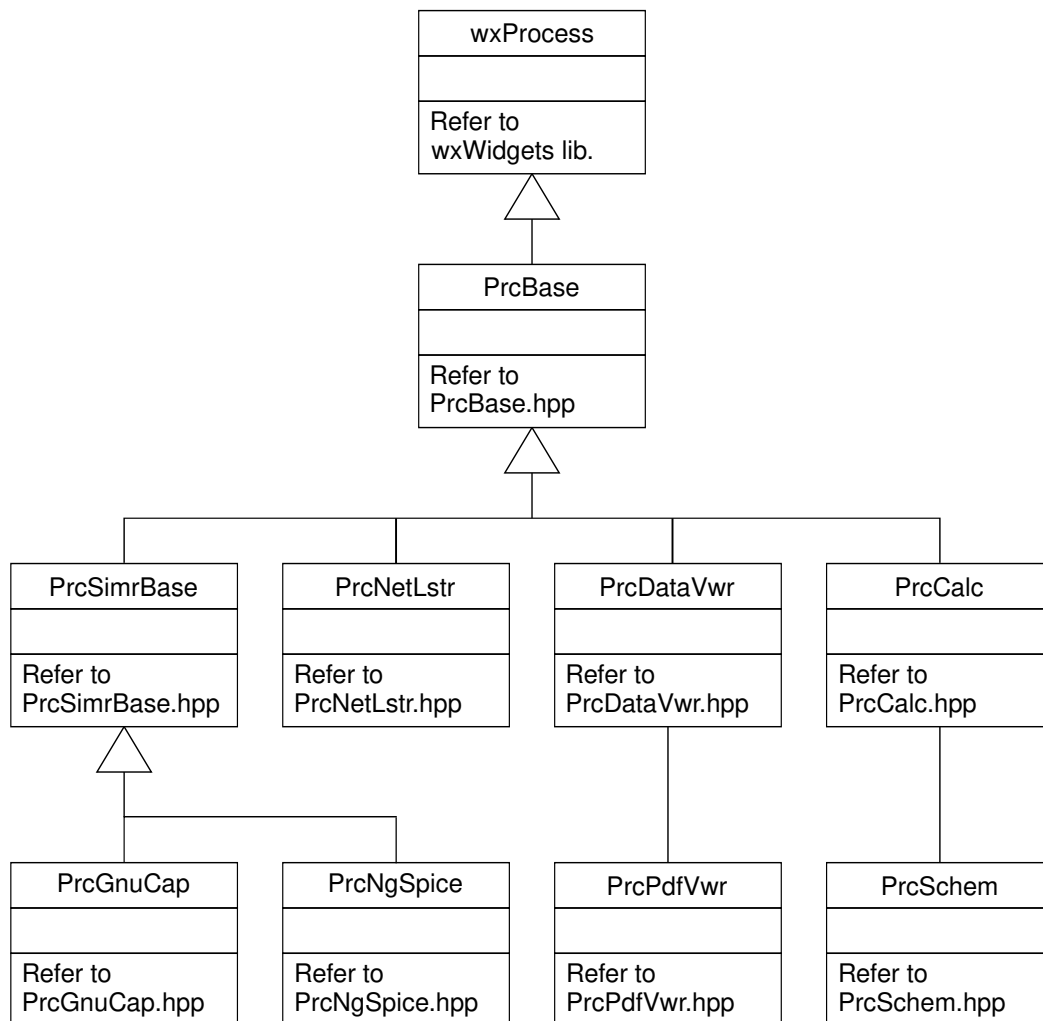 wxProcess
Refer to
wxWidgets lib.
PrcBase
Refer to
PrcBase.hpp
PrcSimrBase
Refer to
PrcSimrBase.hpp
PrcNetLstr
Refer to
PrcNetLstr.hpp
PrcDataVwr
Refer to
PrcDataVwr.hpp
PrcCalc
Refer to
PrcCalc.hpp
PrcGnuCap
Refer to
PrcGnuCap.hpp
PrcNgSpice
Refer to
PrcNgSpice.hpp
PrcPdfVwr
Refer to
PrcPdfVwr.hpp
PrcSchem
Refer to
PrcSchem.hpp